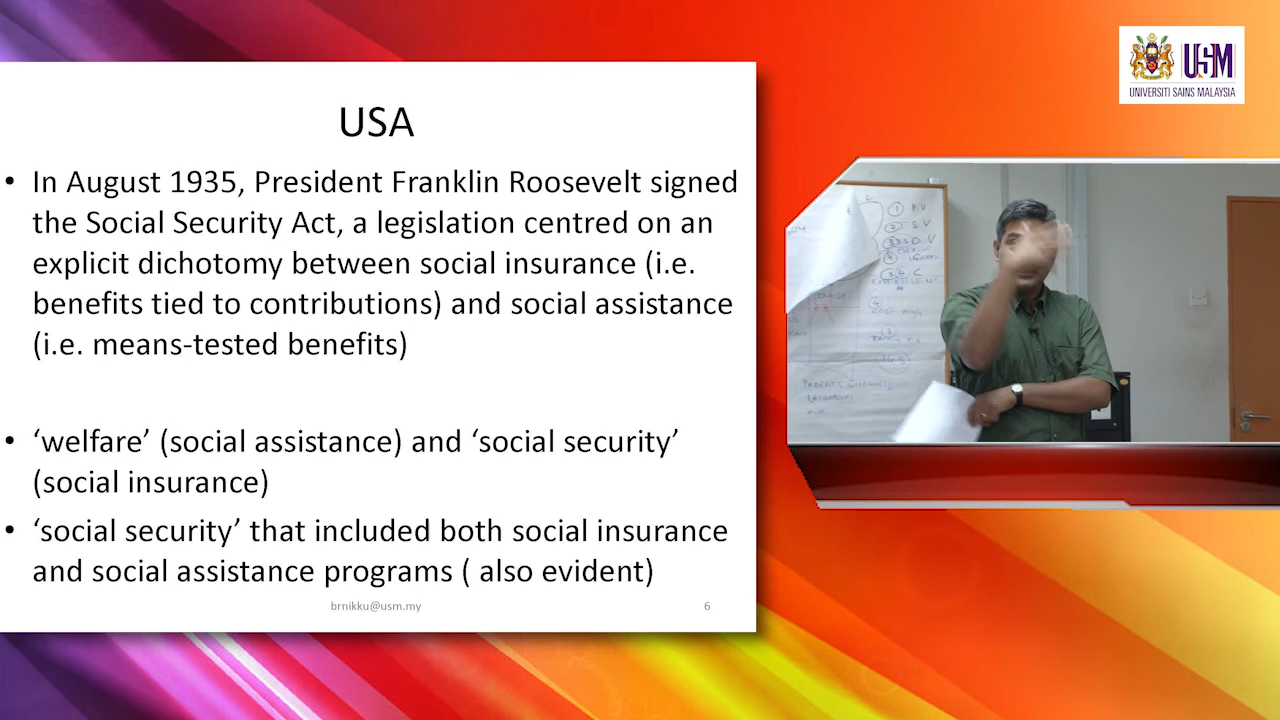 USA
• In August 1935, President Franklin Roosevelt signed
the Social Security Act, a legislation centred on an
explicit dichotomy between social insurance (i.e.
benefits tied to contributions) and social assistance
(i.e. means-tested benefits)
• ‘welfare’ (social assistance) and ‘social security’
(social insurance)
• ‘social security’ that included both social insurance
and social assistance programs ( also evident)
brnikku@usm.my
6
USM
UNIVERSITI SAINS MALAYSIA